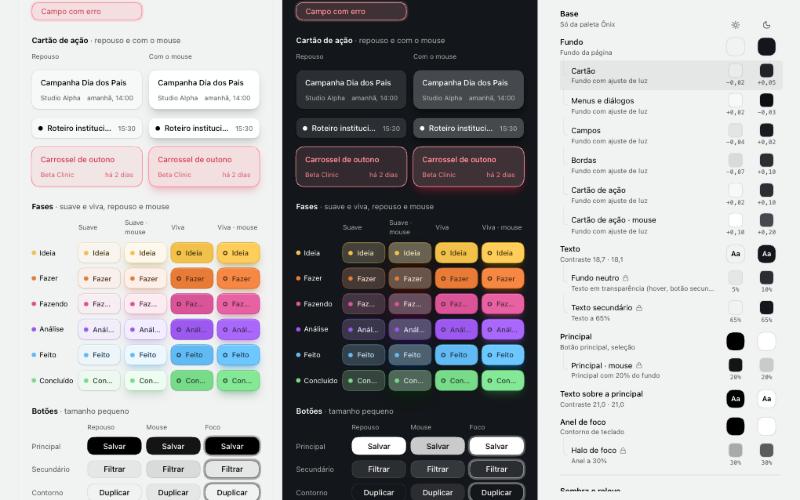 Campo com erro
Cartão de ação · repouso e com o mouse
Repouso Com o mouse
Campanha Dia dos Pais Campanha Dia dos Pais
Studio Alpha amanhã, 14:00 Studio Alpha amanhã, 14:00
Roteiro instituci... 15:30 Roteiro instituci... 15:30
Carrossel de outono Carrossel de outono
Beta Clinic há 2 dias Beta Clinic há 2 dias
Fases · suave e viva, repouso e mouse
Suave Suave · mouse Viva Viva · mouse
Ideia Ideia Ideia Ideia Ideia
Fazer Fazer Fazer Fazer Fazer
Fazendo Faz... Faz... Faz... Faz...
Análise Anál... Anál... Anál... Anál...
Feito Feito Feito Feito Feito
Concluído Con... Con... Con... Con...
Botões · tamanho pequeno
Repouso Mouse Foco
Principal Salvar Salvar Salvar
Secundário Filtrar Filtrar Filtrar
Contorno Duplicar Duplicar Duplicar
Campo com erro
Cartão de ação · repouso e com o mouse
Repouso Com o mouse
Campanha Dia dos Pais Campanha Dia dos Pais
Studio Alpha amanhã, 14:00 Studio Alpha amanhã, 14:00
Roteiro instituci... 15:30 Roteiro instituci... 15:30
Carrossel de outono Carrossel de outono
Beta Clinic há 2 dias Beta Clinic há 2 dias
Fases · suave e viva, repouso e mouse
Suave Suave · mouse Viva Viva · mouse
Ideia Ideia Ideia Ideia Ideia
Fazer Fazer Fazer Fazer Fazer
Fazendo Faz... Faz... Faz... Faz...
Análise Anál... Anál... Anál... Anál...
Feito Feito Feito Feito Feito
Concluído Con... Con... Con... Con...
Botões · tamanho pequeno
Repouso Mouse Foco
Principal Salvar Salvar Salvar
Secundário Filtrar Filtrar Filtrar
Contorno Duplicar Duplicar Duplicar
Base
Só da paleta Ônix
Fundo
Fundo da página
Cartão
Fundo com ajuste de luz −0,02 +0,05
Menus e diálogos
Fundo com ajuste de luz +0,02 −0,03
Campos
Fundo com ajuste de luz −0,04 +0,02
Bordas
Fundo com ajuste de luz −0,07 +0,10
Cartão de ação
Fundo com ajuste de luz +0,02 +0,10
Cartão de ação · mouse
Fundo com ajuste de luz +0,10 +0,20
Texto Aa Aa
Contraste 18,7 · 18,1
Fundo neutro
Texto em transparência (hover, botão secun... 5% 10%
Texto secundário
Texto a 65% 65% 65%
Principal
Botão principal, seleção
Principal · mouse
Principal com 20% do fundo 20% 20%
Texto sobre a principal Aa Aa
Contraste 21,0 · 21,0
Anel de foco
Contorno de teclado
Halo de foco
Anel a 30% 30% 30%
Sombra e relevo